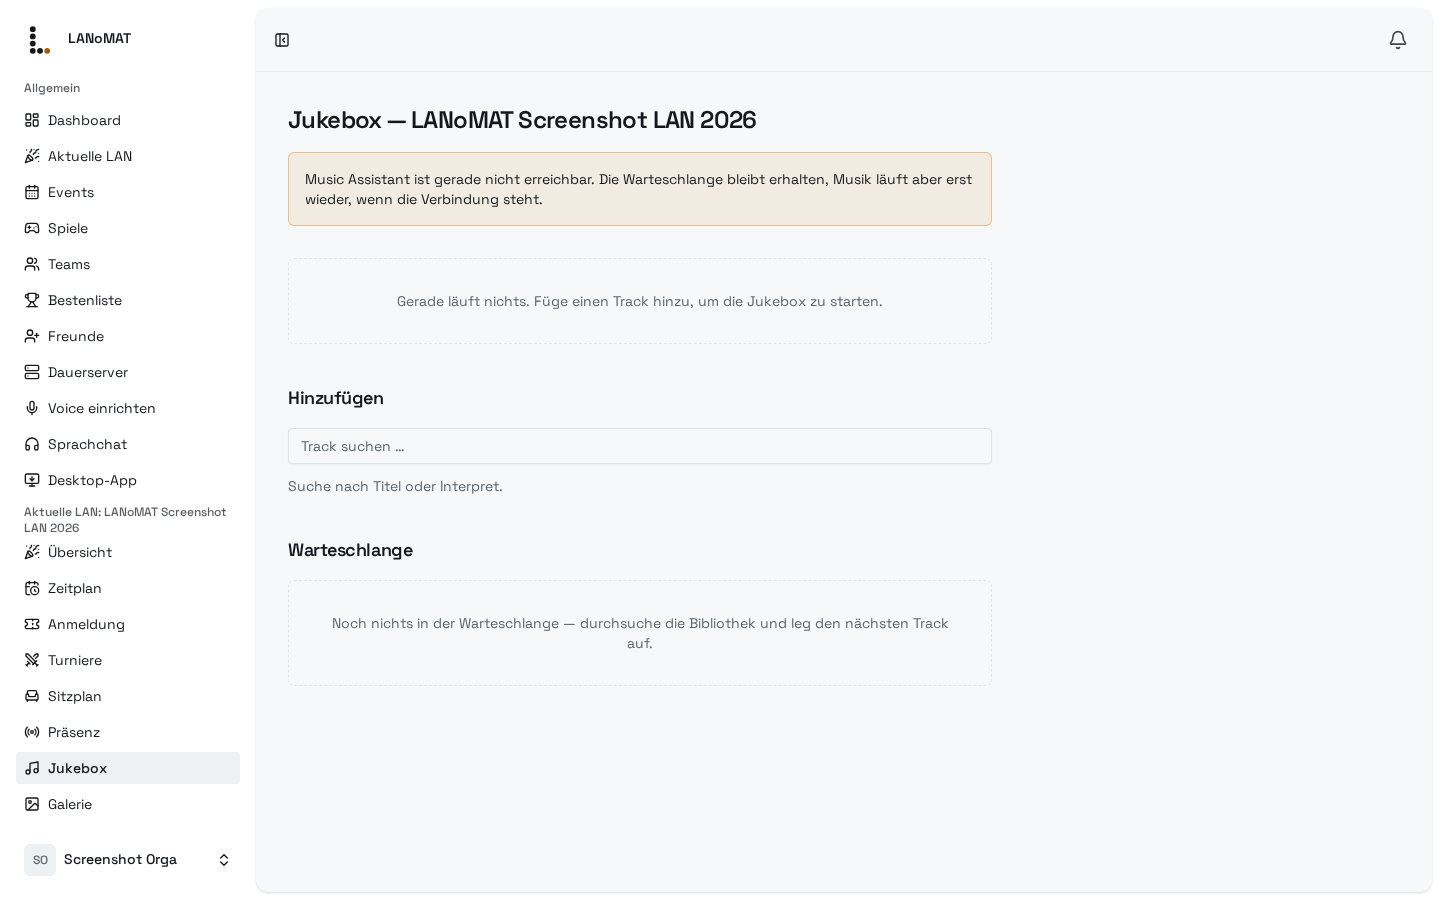 LANoMAT
Allgemein
Dashboard
Aktuelle LAN
Events
Spiele
Teams
Bestenliste
Freunde
Dauerserver
Voice einrichten
Sprachchat
Desktop-App
Aktuelle LAN: LANoMAT Screenshot
LAN 2026
Übersicht
Zeitplan
Anmeldung
Turniere
Sitzplan
Präsenz
Jukebox
Galerie
SO
Screenshot Orga
Jukebox — LANoMAT Screenshot LAN 2026
Music Assistant ist gerade nicht erreichbar. Die Warteschlange bleibt erhalten, Musik läuft aber erst
wieder, wenn die Verbindung steht.
Gerade läuft nichts. Füge einen Track hinzu, um die Jukebox zu starten.
Hinzufügen
Track suchen …
Suche nach Titel oder Interpret.
Warteschlange
Noch nichts in der Warteschlange — durchsuche die Bibliothek und leg den nächsten Track
auf.